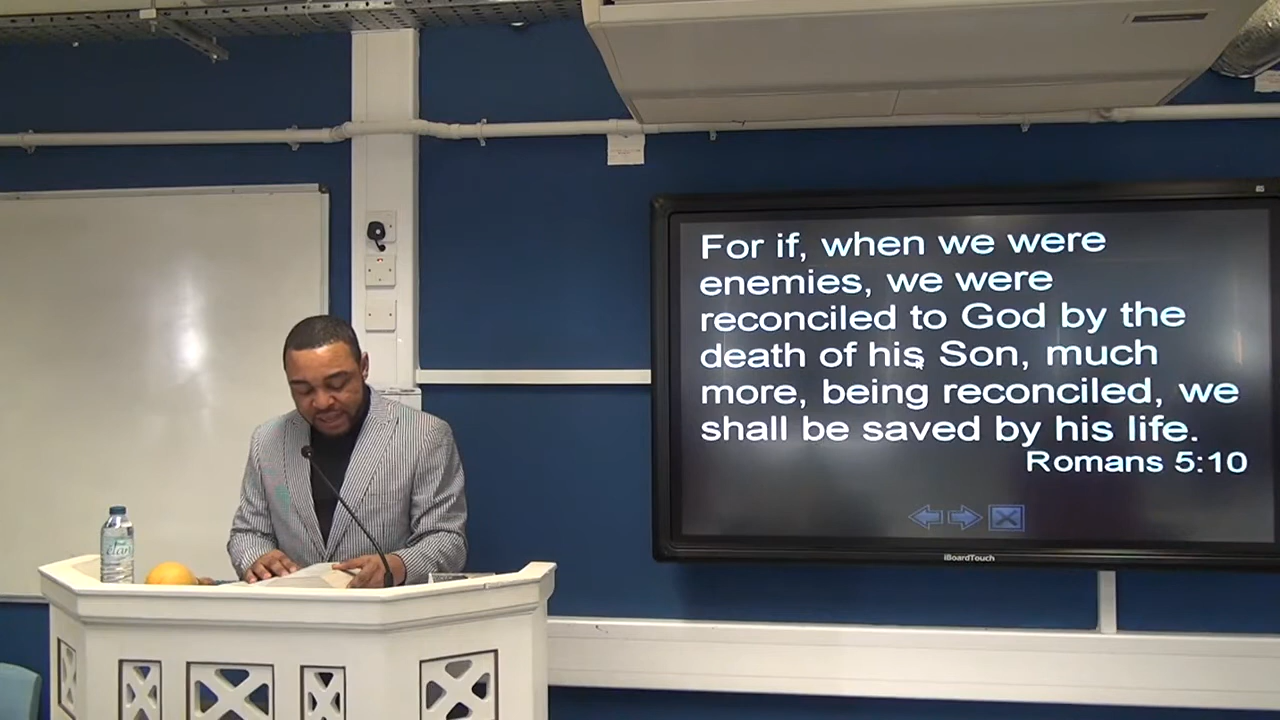 For if, when we were
enemies, we were
reconciled to God by the
death of his Son, much
more, being reconciled, we
shall be saved by his life.
Romans 5:10
iBoardTouch